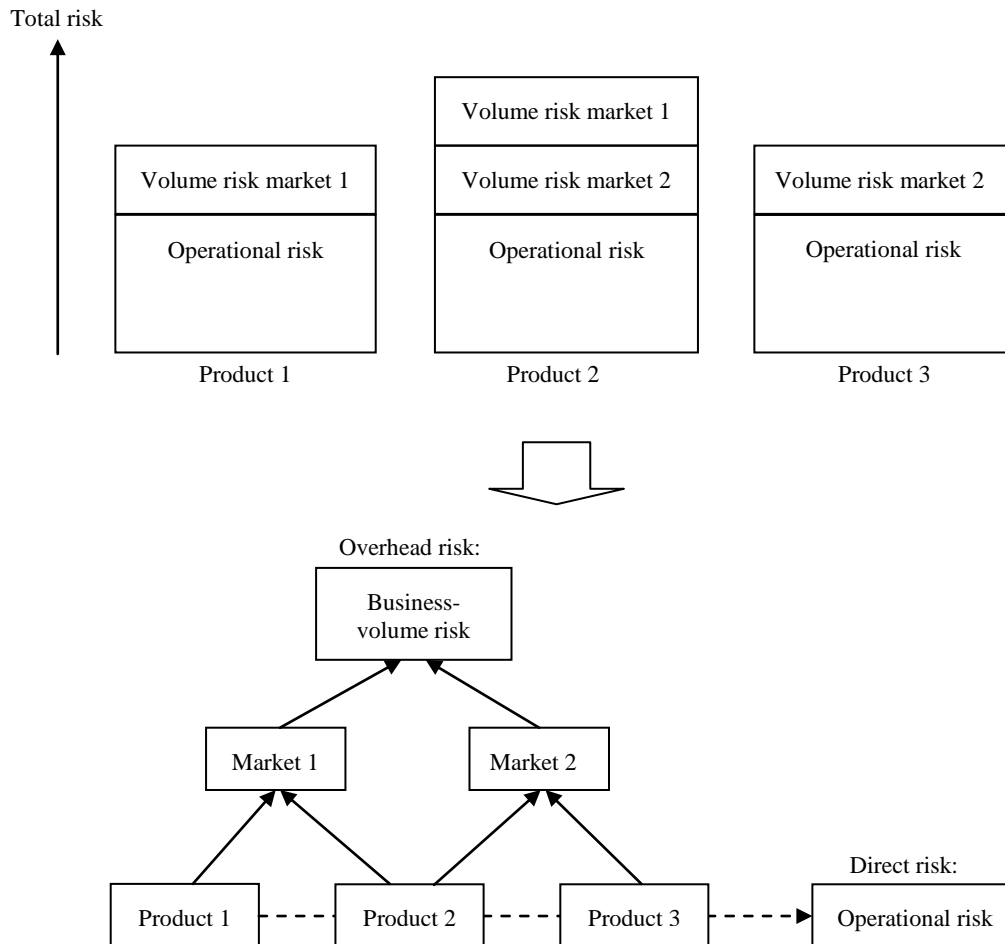 Total risk
Volume risk market 1
Volume risk market 1
Volume risk market 2
Volume risk market 2
Operational risk
Operational risk
Operational risk
Product 1
Product 2
Product 3
Overhead risk:
Business-
volume risk
Market 1
Market 2
Direct risk:
Product 1
Product 2
Product 3
Operational risk